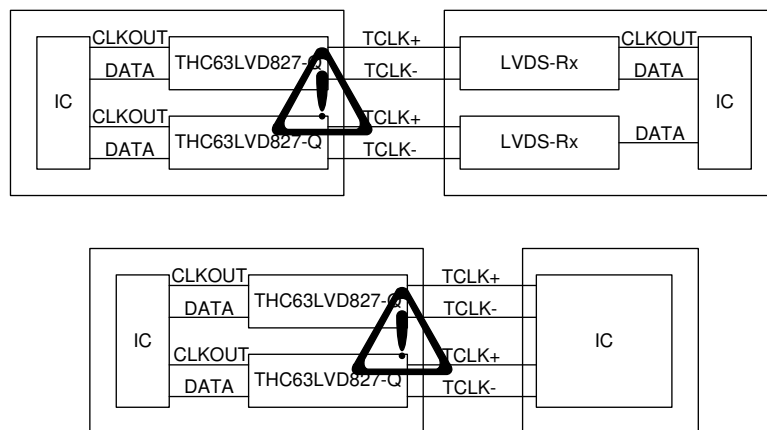 CLKOUT THC63LVD827-Q TCLK+ LVDS-Rx CLKOUT
DATA TCLK- DATA
IC IC
CLKOUT THC63LVD827-Q TCLK+ LVDS-Rx DATA
DATA TCLK-
CLKOUT THC63LVD827-Q TCLK+
DATA TCLK-
IC IC
CLKOUT THC63LVD827-Q TCLK+
DATA TCLK-